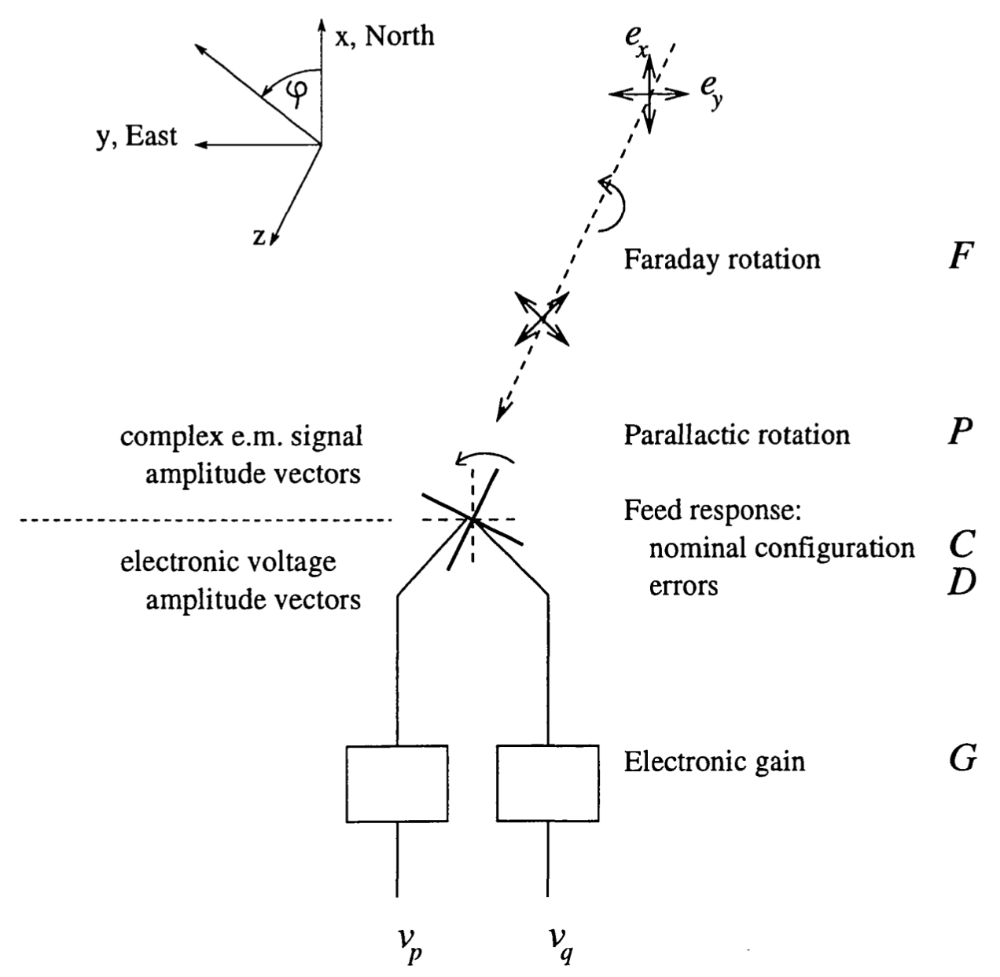 x, North
φ
y, East
z
e_x
e_y
Faraday rotation F
complex e.m. signal
amplitude vectors
Parallactic rotation P
Feed response:
nominal configuration C
errors D
electronic voltage
amplitude vectors
Electronic gain G
v_p
v_q